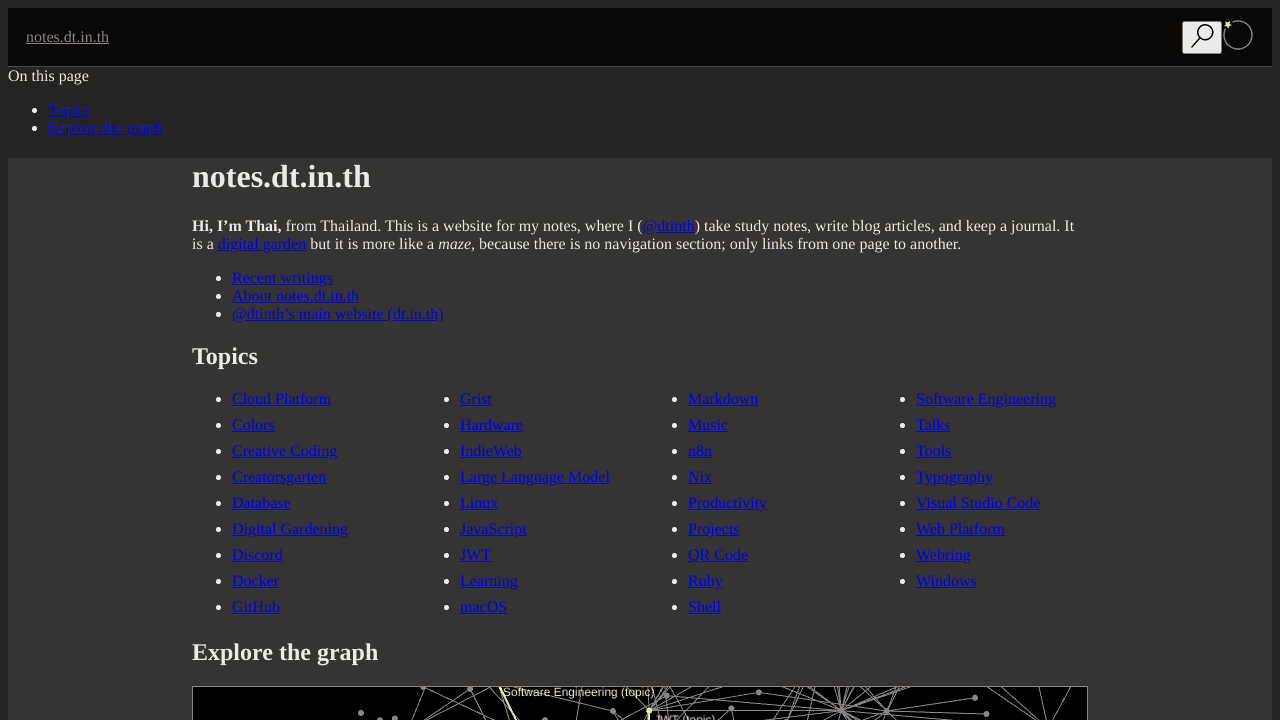 notes.dt.in.th
On this page
Topics
Explore the graph
notes.dt.in.th
Hi, I'm Thai, from Thailand. This is a website for my notes, where I (@dtinth) take study notes, write blog articles, and keep a journal. It
is a digital garden but it is more like a maze, because there is no navigation section; only links from one page to another.
Recent writings
About notes.dt.in.th
@dtinth's main website (dt.in.th)
Topics
Cloud Platform
Colors
Creative Coding
Creatorsgarten
Database
Digital Gardening
Discord
Docker
GitHub
Grist
Hardware
IndieWeb
Large Language Model
Linux
JavaScript
JWT
Learning
macOS
Markdown
Music
n8n
Nix
Productivity
Projects
QR Code
Ruby
Shell
Software Engineering
Talks
Tools
Typography
Visual Studio Code
Web Platform
Webring
Windows
Explore the graph
Software Engineering (topic)
JWT (topic)